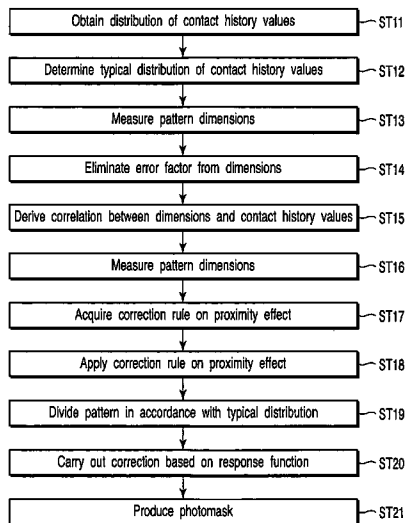 Obtain distribution of contact history values ST11
Determine typical distribution of contact history values ST12
Measure pattern dimensions ST13
Eliminate error factor from dimensions ST14
Derive correlation between dimensions and contact history values ST15
Measure pattern dimensions ST16
Acquire correction rule on proximity effect ST17
Apply correction rule on proximity effect ST18
Divide pattern in accordance with typical distribution ST19
Carry out correction based on response function ST20
Produce photomask ST21